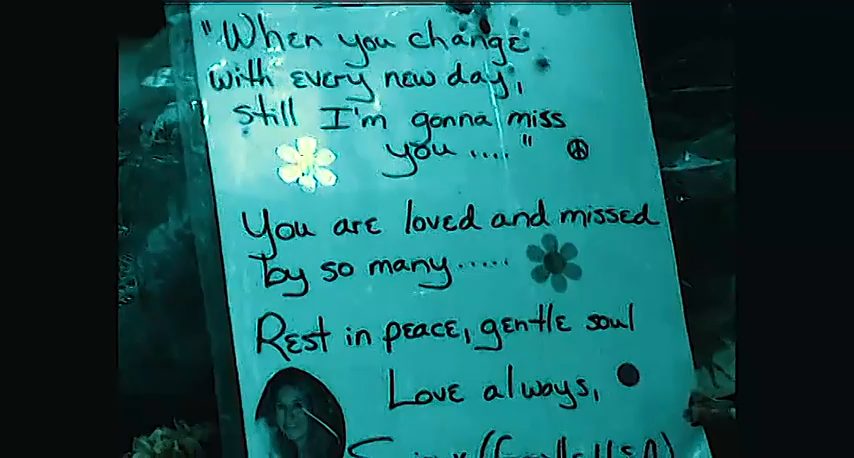 "When you change
with every new day,
still I'm gonna miss
you ...."
You are loved and missed
by so many.....
Rest in peace, gentle soul
Love always,